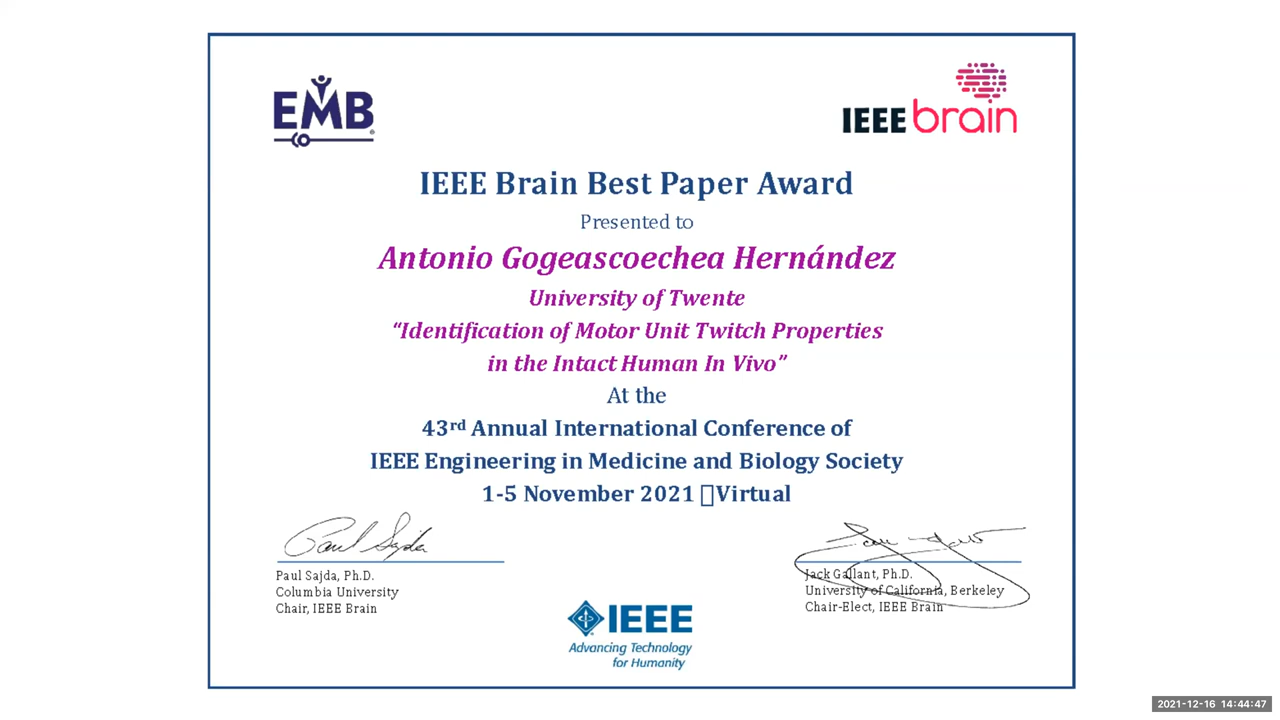 EMB
IEEE brain
IEEE Brain Best Paper Award
Presented to
Antonio Gogeascoechea Hernández
University of Twente
“Identification of Motor Unit Twitch Properties
in the Intact Human In Vivo”
At the
43rd Annual International Conference of
IEEE Engineering in Medicine and Biology Society
1-5 November 2021 Virtual
Paul Sajda
Paul Sajda, Ph.D.
Columbia University
Chair, IEEE Brain
Jack Gallant, Ph.D.
University of California, Berkeley
Chair-Elect, IEEE Brain
IEEE
Advancing Technology
for Humanity
2021-12-16 14:44:47